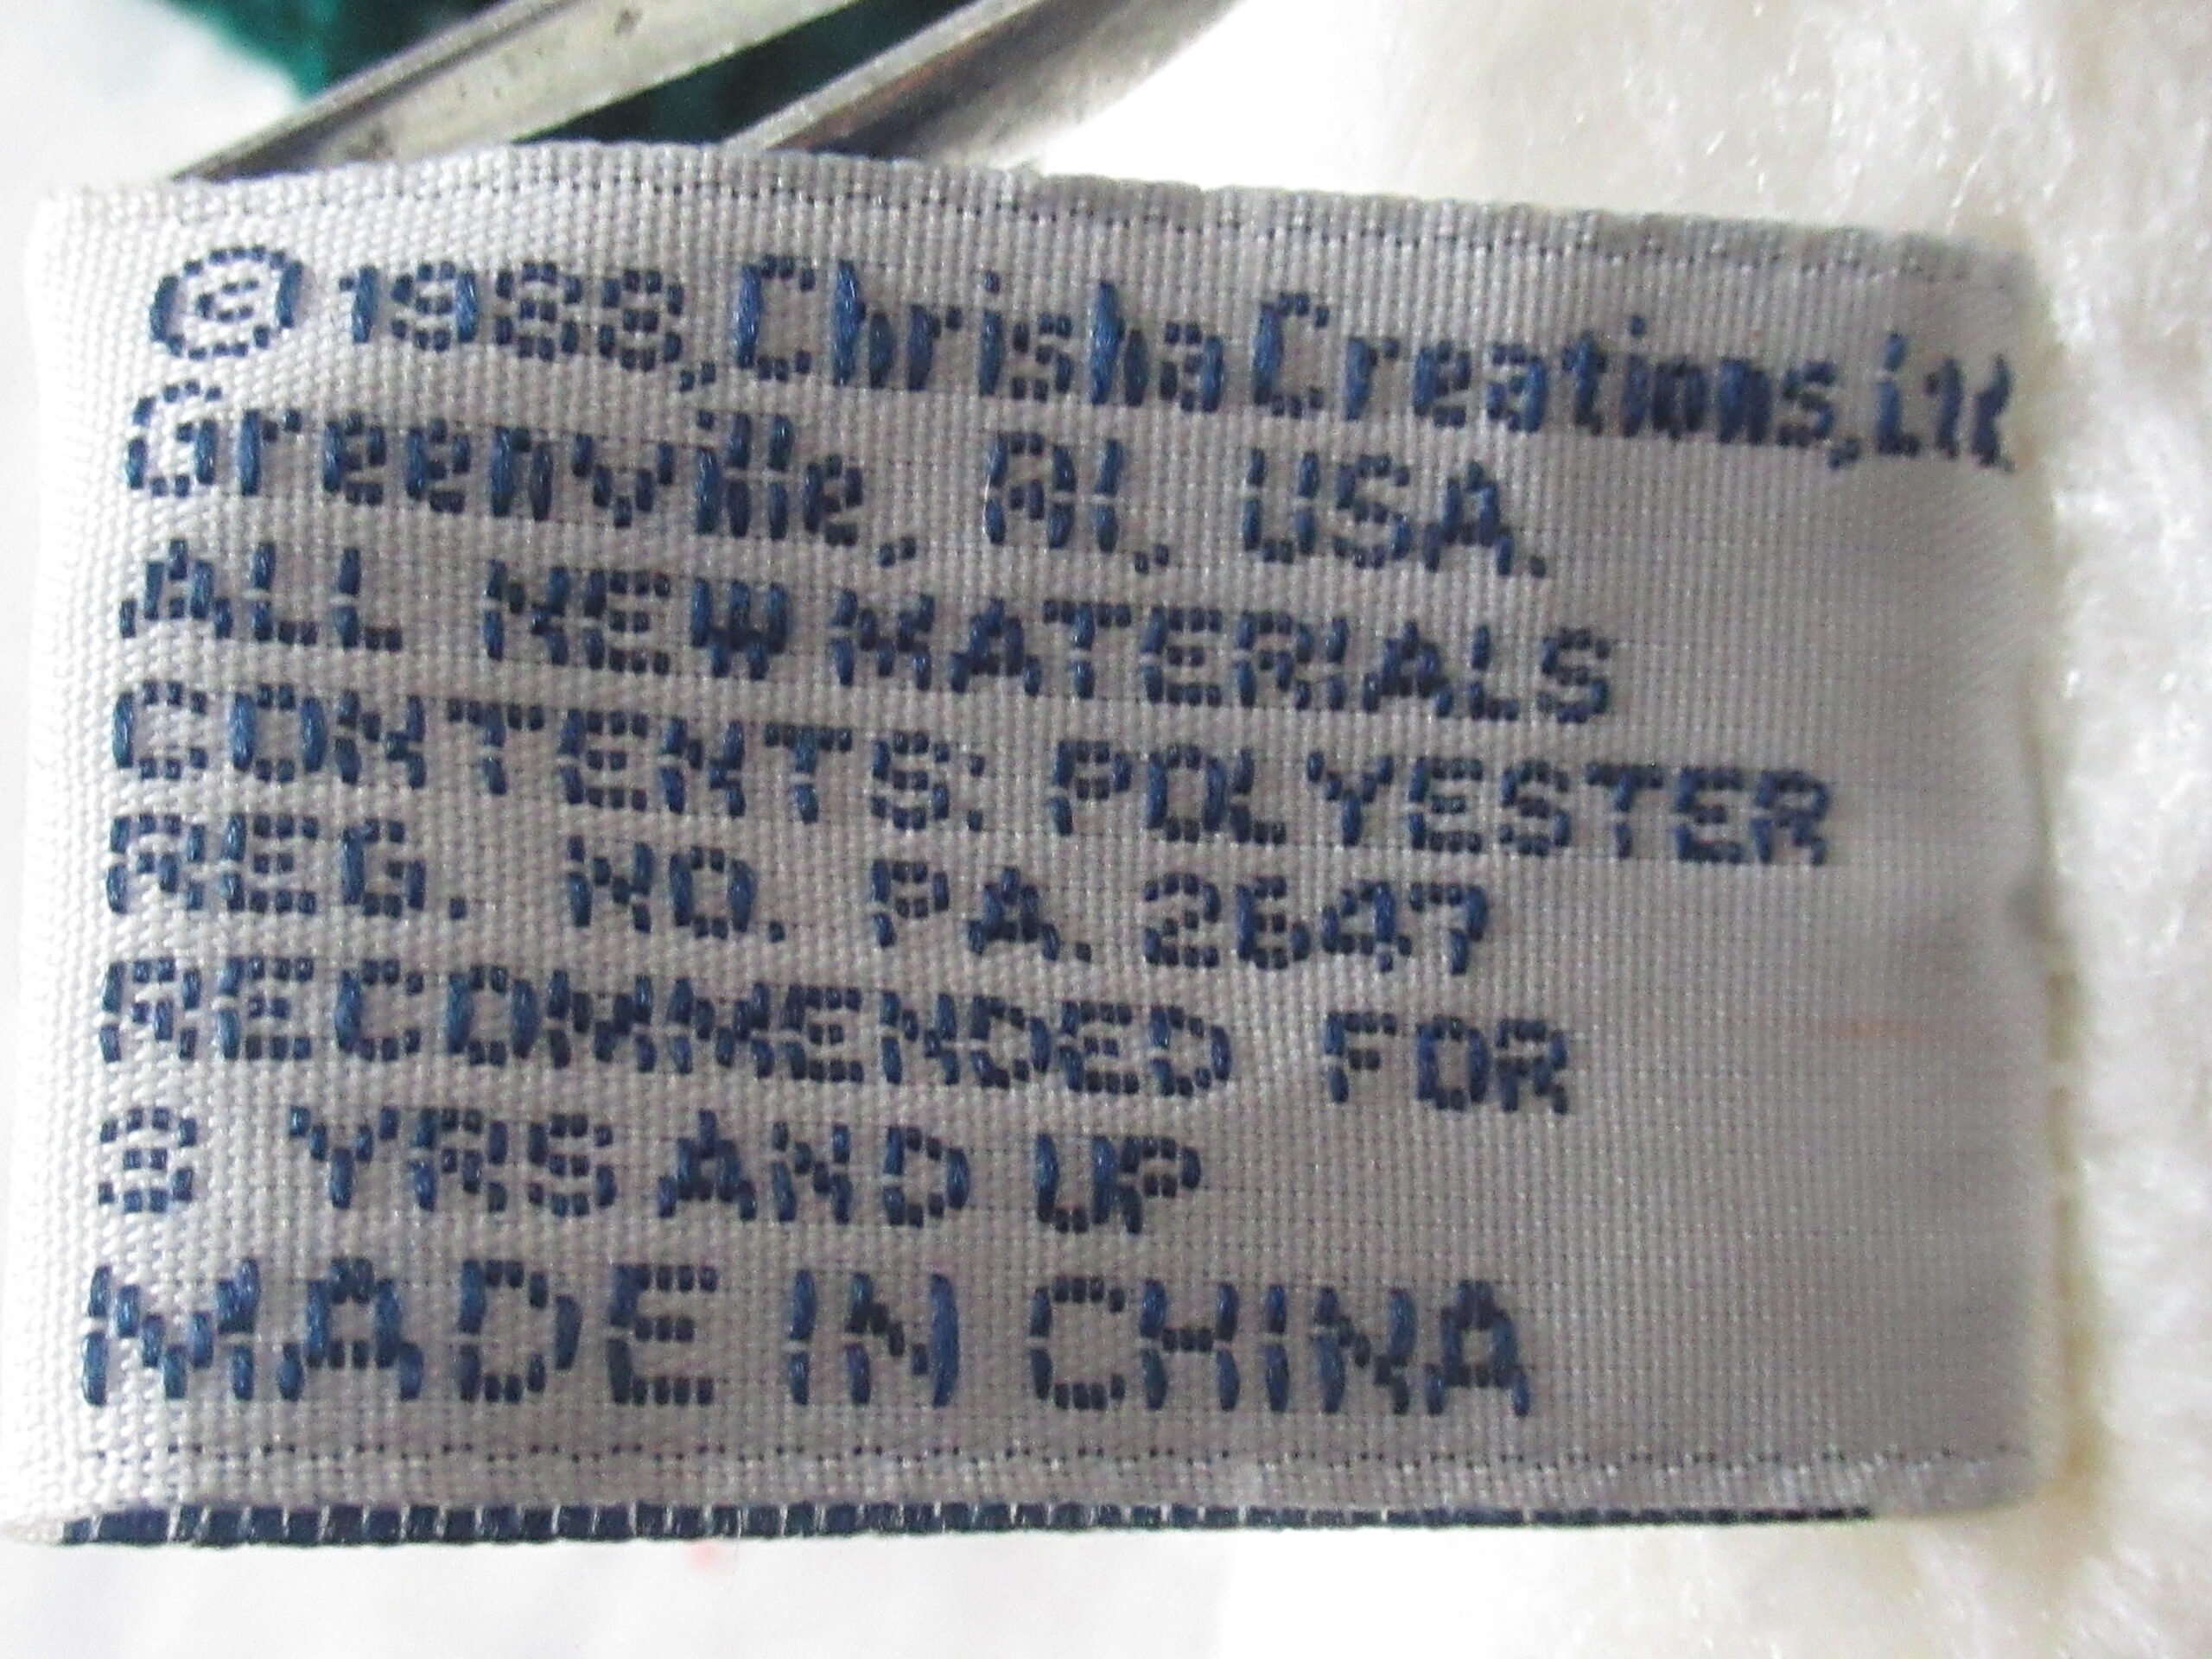 © 1988, Chrisha Creations, Ltd
Greenville, RI. USA.
ALL NEW MATERIALS
CONTENTS: POLYESTER
REG. NO. PA. 2647
RECOMMENDED FOR
3 YRS AND UP
MADE IN CHINA